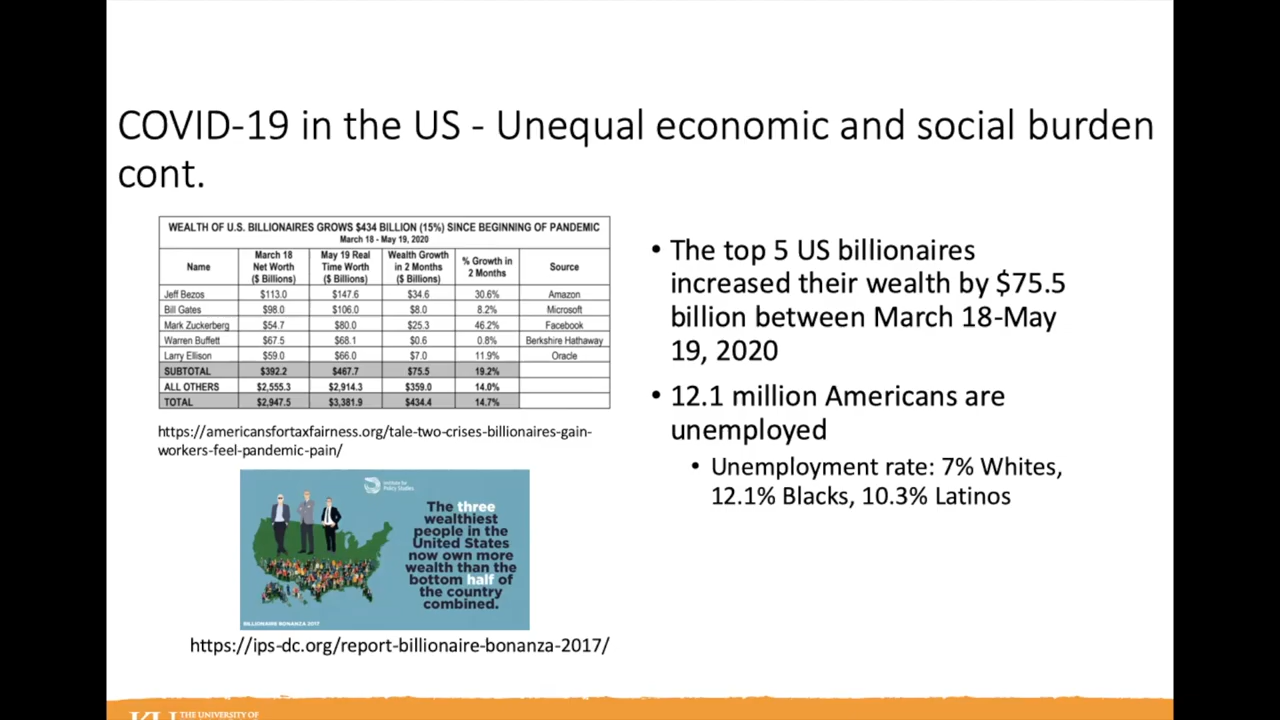 COVID-19 in the US - Unequal economic and social burden
cont.
WEALTH OF U.S. BILLIONAIRES GROWS $434 BILLION (15%) SINCE BEGINNING OF PANDEMIC
March 18 - May 19, 2020
Name March 18 Net Worth ($ Billions) May 19 Real Time Worth ($ Billions) Wealth Growth in 2 Months ($ Billions) % Growth in 2 Months Source
Jeff Bezos $113.0 $147.6 $34.6 30.6% Amazon
Bill Gates $98.0 $106.0 $8.0 8.2% Microsoft
Mark Zuckerberg $54.7 $80.0 $25.3 46.2% Facebook
Warren Buffett $67.5 $68.1 $0.6 0.8% Berkshire Hathaway
Larry Ellison $59.0 $66.0 $7.0 11.9% Oracle
SUBTOTAL $392.2 $467.7 $75.5 19.2%
ALL OTHERS $2,555.3 $2,914.3 $359.0 14.0%
TOTAL $2,947.5 $3,381.9 $434.4 14.7%
https://americansfortaxfairness.org/tale-two-crises-billionaires-gain-
workers-feel-pandemic-pain/
Institute for
Policy Studies
The three
wealthiest
people in the
United States
now own more
wealth than the
bottom half of
the country
combined.
BILLIONAIRE BONANZA 2017
https://ips-dc.org/report-billionaire-bonanza-2017/
• The top 5 US billionaires
increased their wealth by $75.5
billion between March 18-May
19, 2020
• 12.1 million Americans are
unemployed
• Unemployment rate: 7% Whites,
12.1% Blacks, 10.3% Latinos
THE UNIVERSITY OF